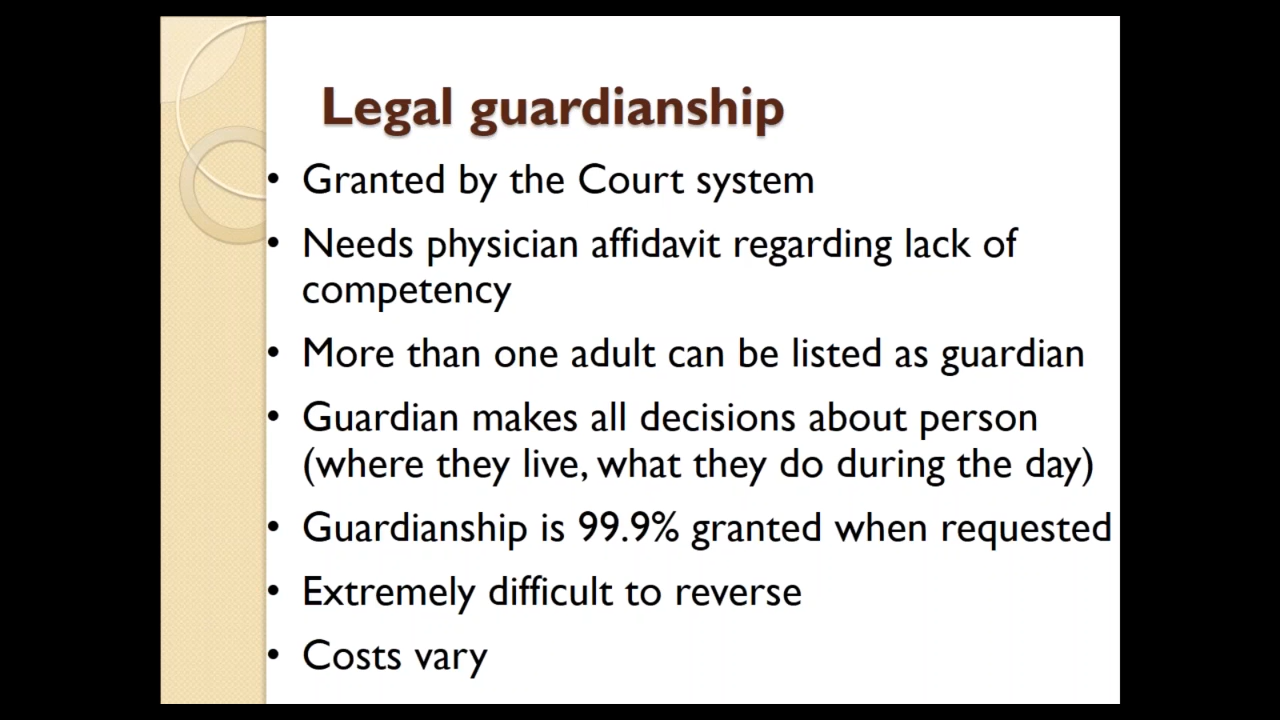 Legal guardianship
• Granted by the Court system
• Needs physician affidavit regarding lack of
competency
• More than one adult can be listed as guardian
• Guardian makes all decisions about person
(where they live, what they do during the day)
• Guardianship is 99.9% granted when requested
• Extremely difficult to reverse
• Costs vary